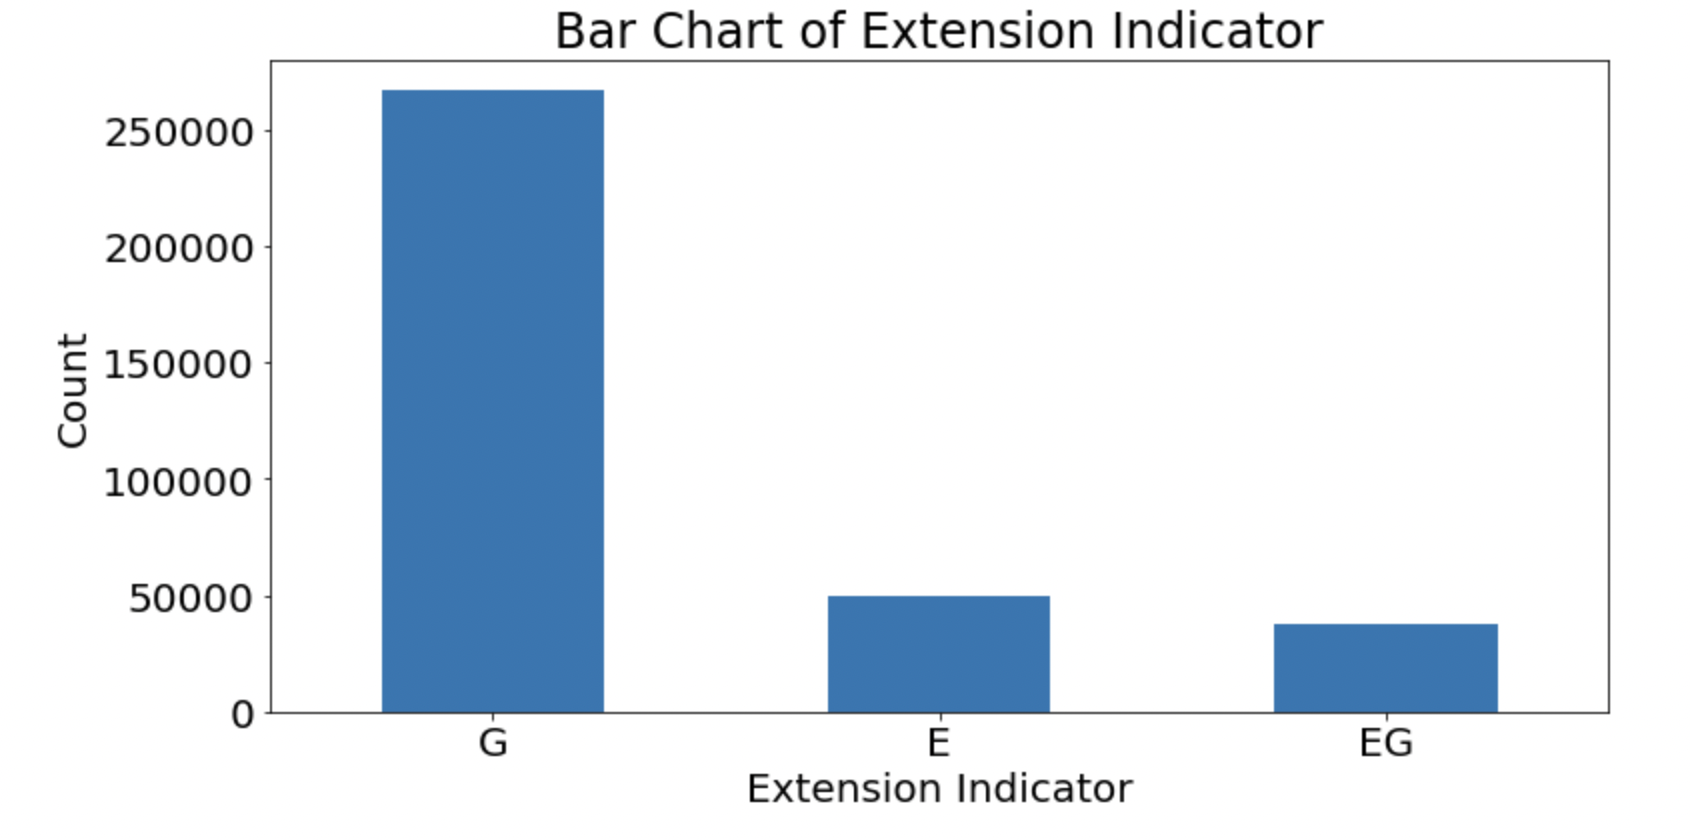 Bar Chart of Extension Indicator
250000
200000
150000
100000
50000
0
Count
G
E
EG
Extension Indicator